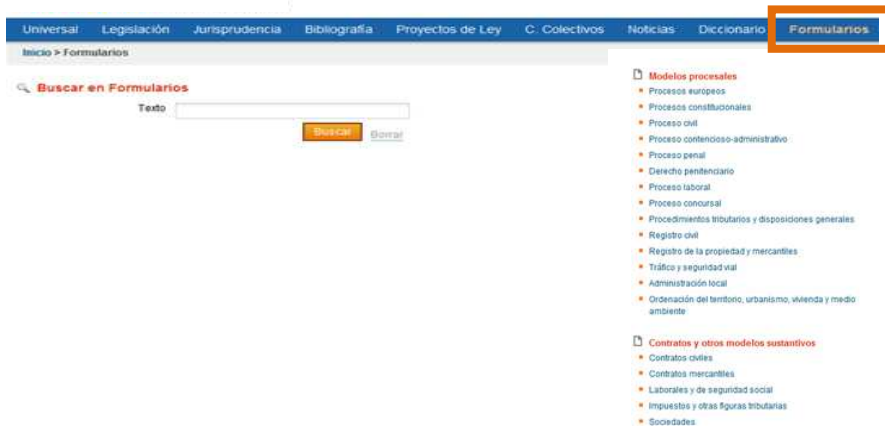 Universal Legislación Jurisprudencia Bibliografía Proyectos de Ley C. Colectivos Noticias Diccionario Formularios
Inicio > Formularios
Buscar en Formularios
Texto
Buscar Borrar
Modelos procesales
Procesos europeos
Procesos constitucionales
Proceso civil
Proceso contencioso-administrativo
Proceso penal
Derecho penitenciario
Proceso laboral
Proceso concursal
Procedimientos tributarios y disposiciones generales
Registro civil
Registro de la propiedad y mercantiles
Tráfico y seguridad vial
Administración local
Ordenación del territorio, urbanismo, vivienda y medio
ambiente
Contratos y otros modelos sustantivos
Contratos civiles
Contratos mercantiles
Laborales y de seguridad social
Impuestos y otras figuras tributarias
Sociedades